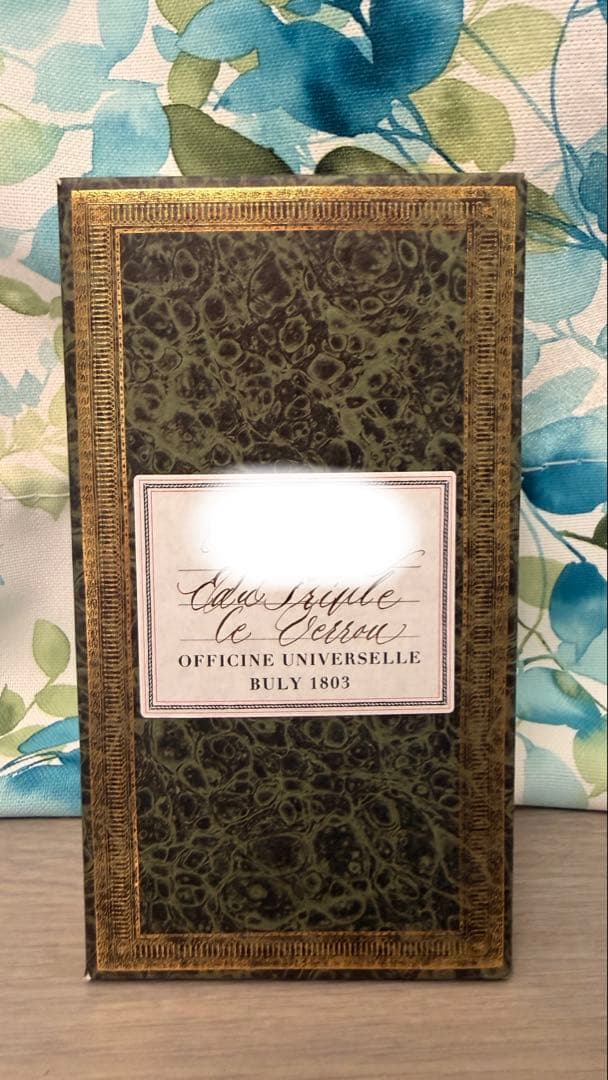 Eau Triple
le Verrou
OFFICINE UNIVERSELLE
BULY 1803